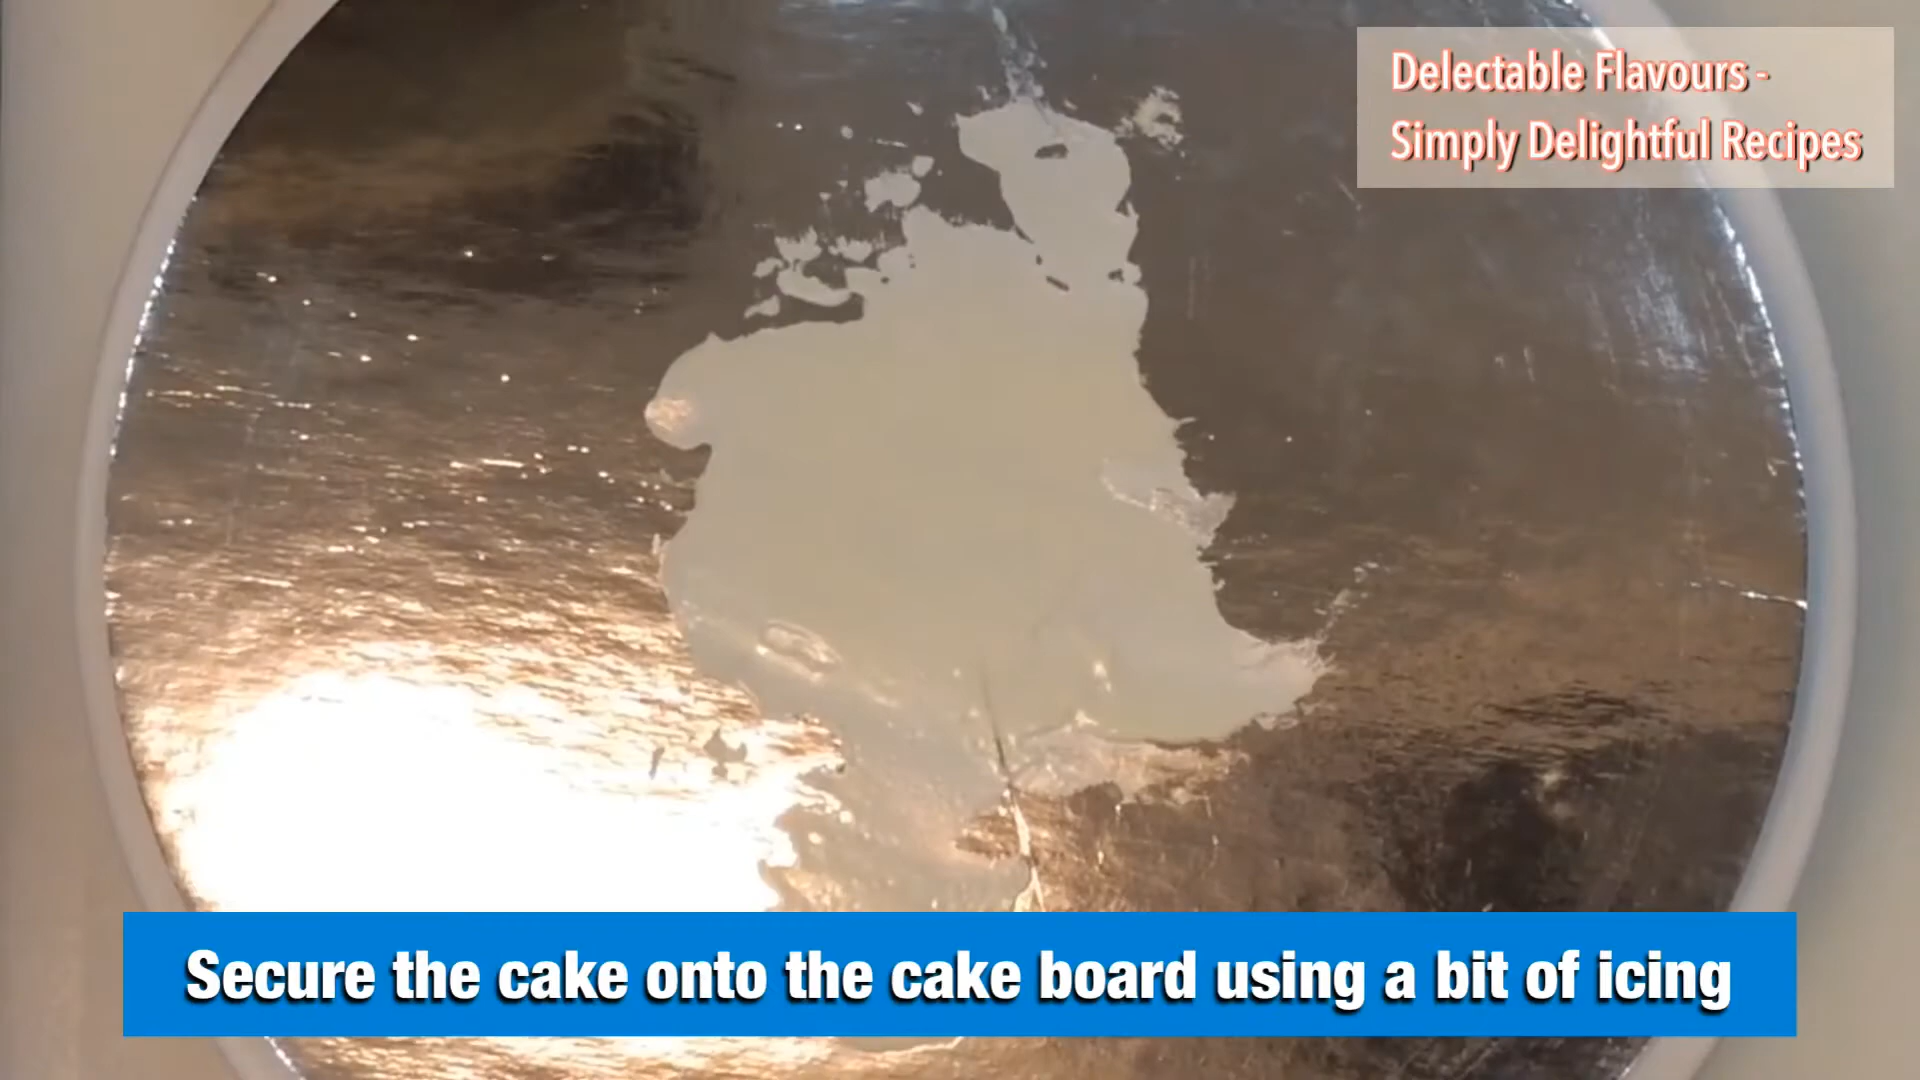 Delectable Flavours -
Simply Delightful Recipes
Secure the cake onto the cake board using a bit of icing